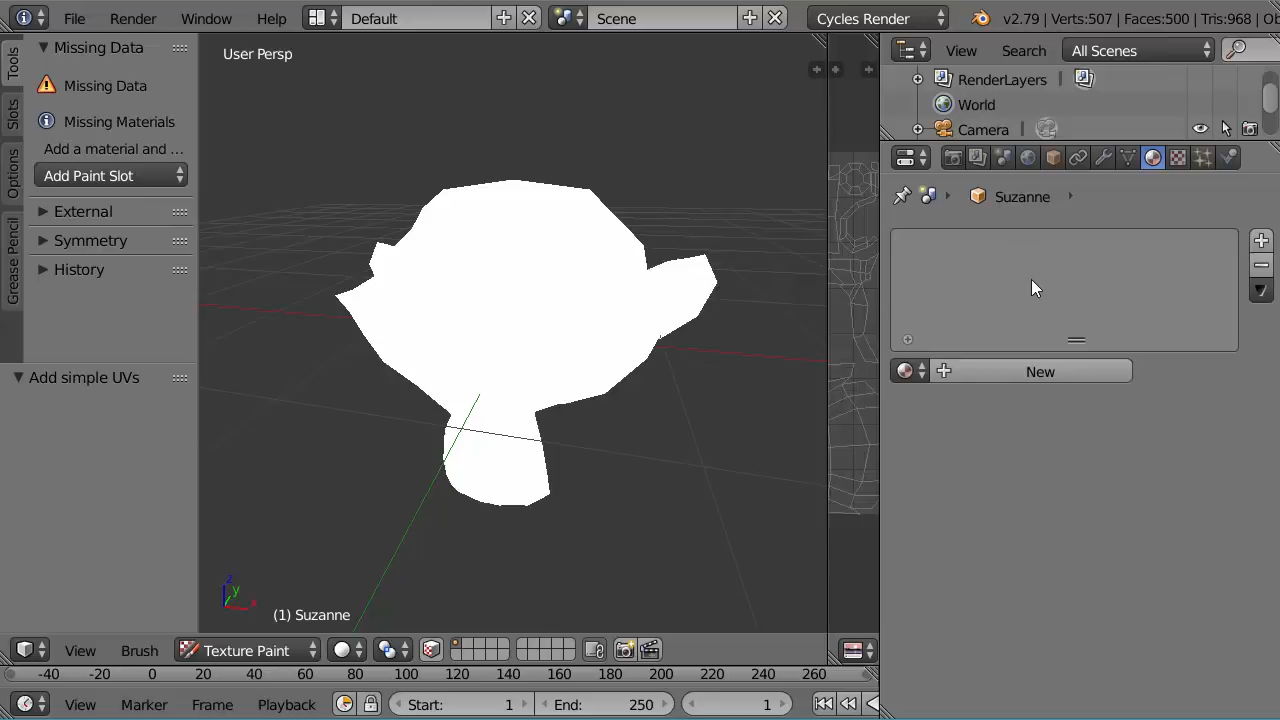 File Render Window Help Default Scene Cycles Render v2.79 | Verts:507 | Faces:500 | Tris:968 | Ob
Tools
Slots
Options
Grease Pencil
Missing Data
Missing Data
Missing Materials
Add a material and ...
Add Paint Slot
External
Symmetry
History
Add simple UVs
User Persp
z
y
x
(1) Suzanne
View Search All Scenes
RenderLayers
World
Camera
Suzanne
New
View Brush Texture Paint
-40 -20 0 20 40 60 80 100 120 140 160 180 200 220 240 260
View Marker Frame Playback Start: 1 End: 250 1